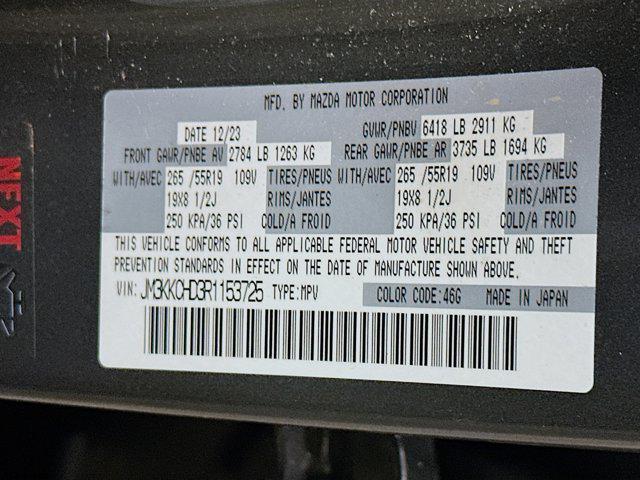 MFD. BY MAZDA MOTOR CORPORATION
DATE 12/23 GVWR/PNBV 6418 LB 2911 KG
FRONT GAWR/PNBE AV 2784 LB 1263 KG REAR GAWR/PNBE AR 3735 LB 1694 KG
WITH/AVEC 265 /55R19 109V TIRES/PNEUS WITH/AVEC 265 /55R19 109V TIRES/PNEUS
19X8 1/2J RIMS/JANTES 19X8 1/2J RIMS/JANTES
250 KPA/36 PSI COLD/A FROID 250 KPA/36 PSI COLD/A FROID
THIS VEHICLE CONFORMS TO ALL APPLICABLE FEDERAL MOTOR VEHICLE SAFETY AND THEFT
PREVENTION STANDARDS IN EFFECT ON THE DATE OF MANUFACTURE SHOWN ABOVE.
VIN: JM3KKCHD3R1153725 TYPE:MPV COLOR CODE:46G MADE IN JAPAN
NEXT